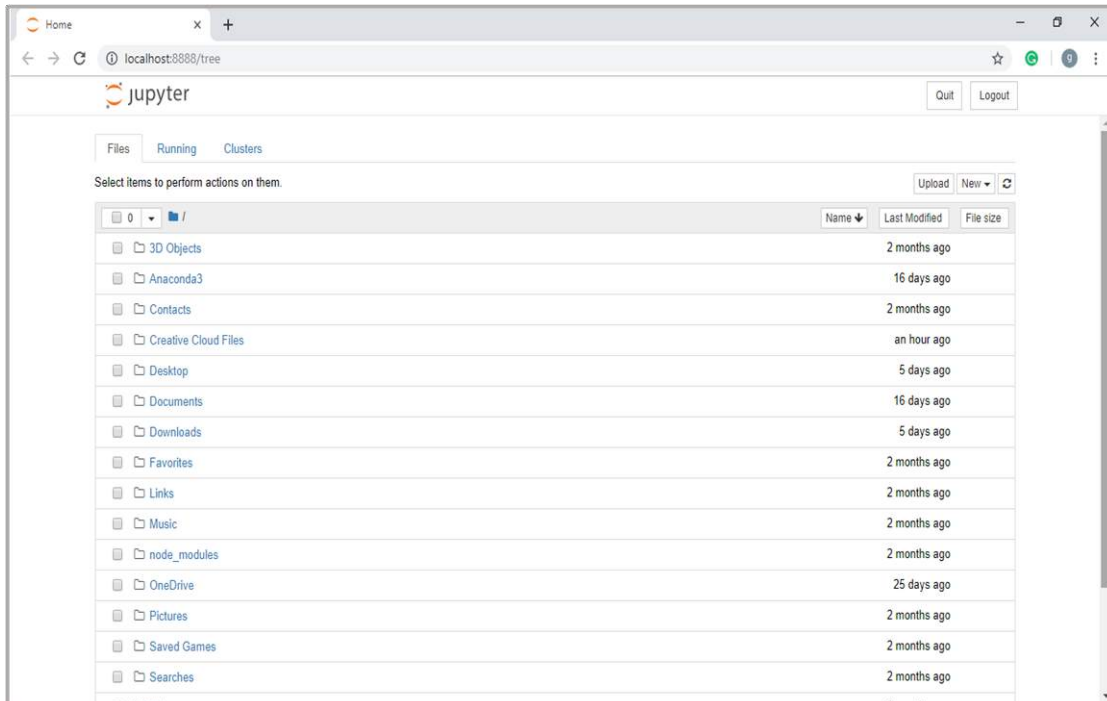 Home
localhost:8888/tree
g
jupyter
Quit Logout
Files Running Clusters
Select items to perform actions on them.
Upload New
0 /
Name Last Modified File size
3D Objects 2 months ago
Anaconda3 16 days ago
Contacts 2 months ago
Creative Cloud Files an hour ago
Desktop 5 days ago
Documents 16 days ago
Downloads 5 days ago
Favorites 2 months ago
Links 2 months ago
Music 2 months ago
node_modules 2 months ago
OneDrive 25 days ago
Pictures 2 months ago
Saved Games 2 months ago
Searches 2 months ago